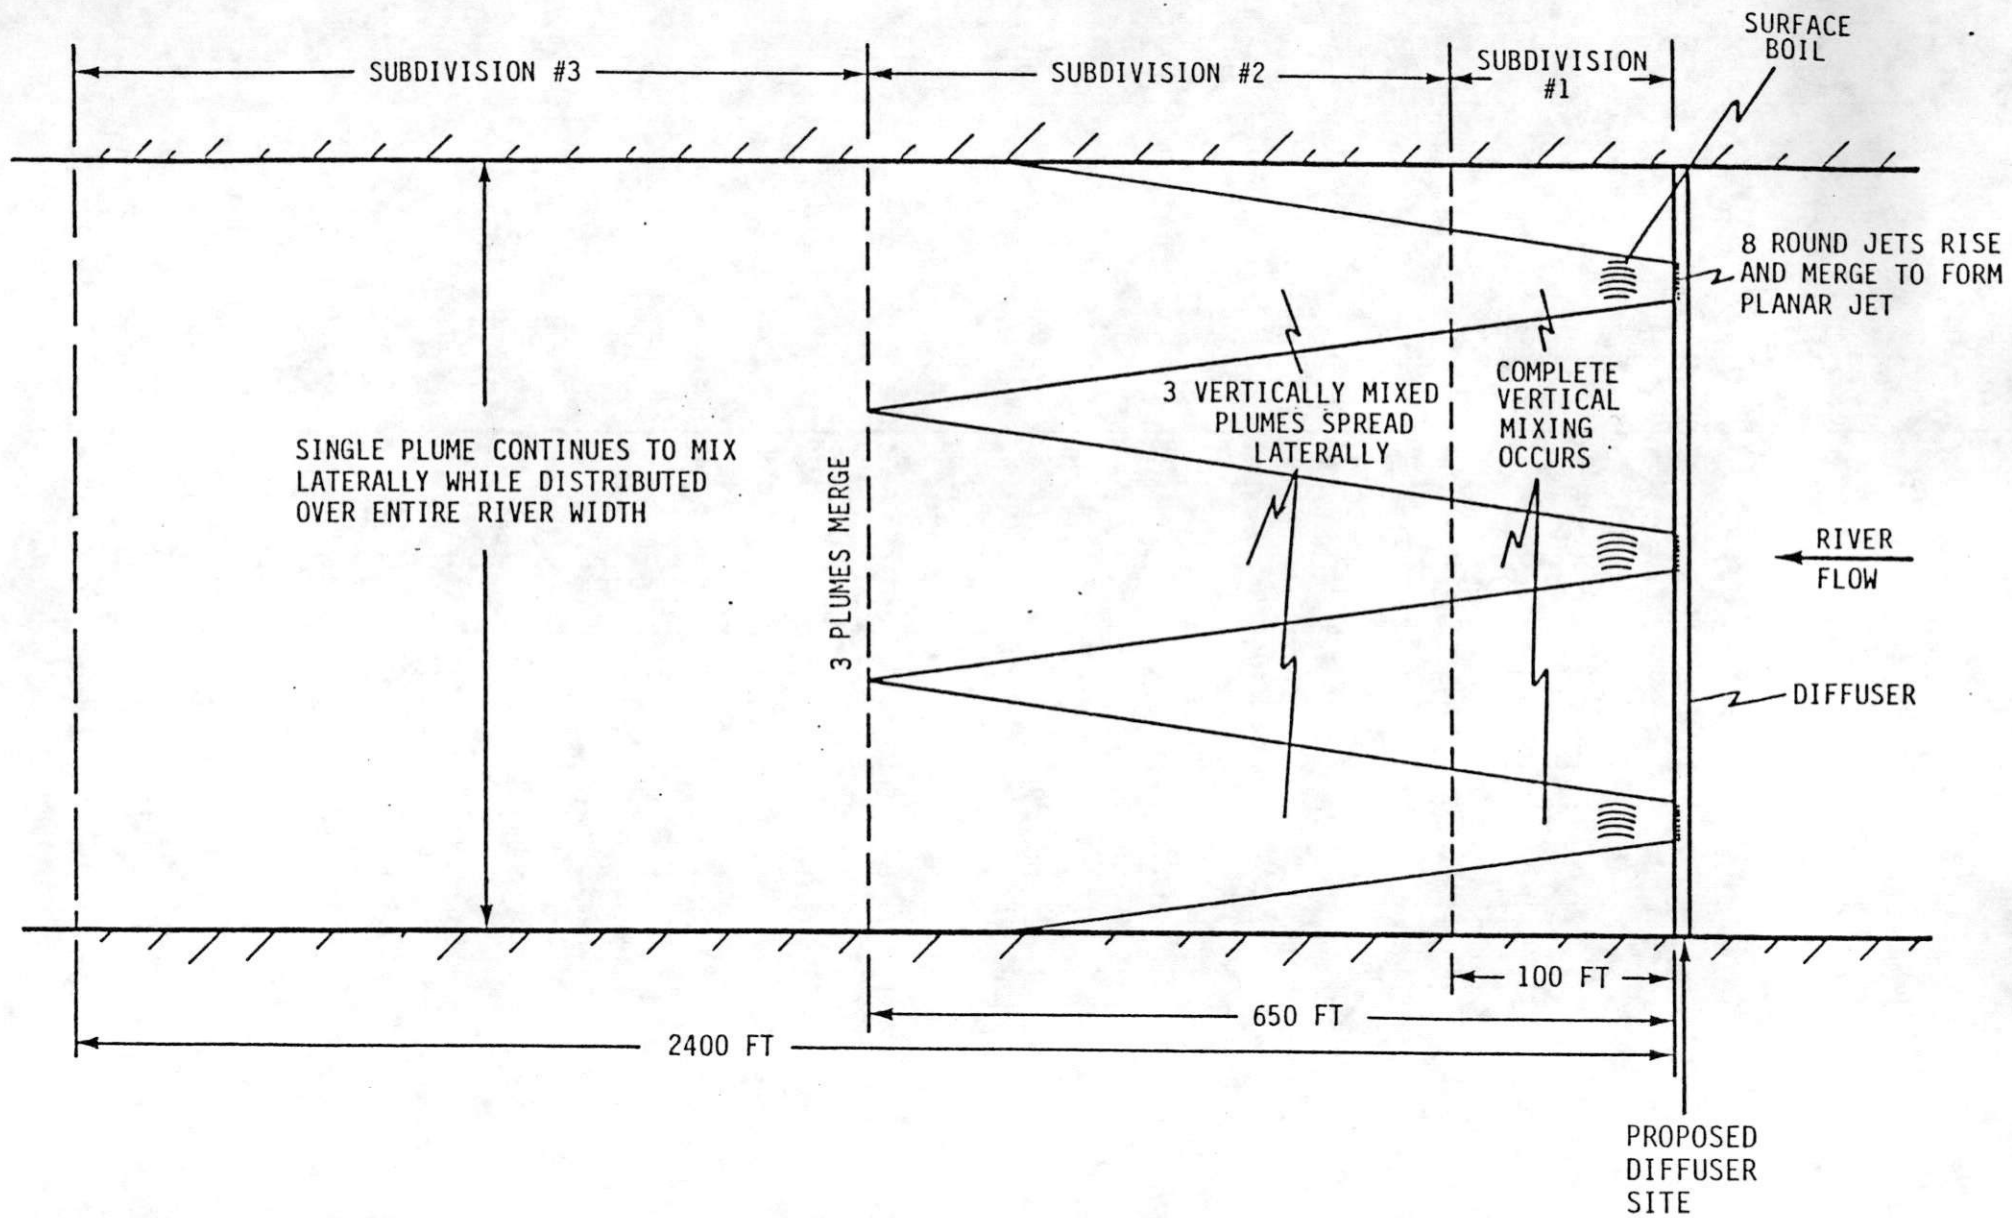 SURFACE
BOIL
SUBDIVISION #3
SUBDIVISION #2
SUBDIVISION
#1
8 ROUND JETS RISE
AND MERGE TO FORM
PLANAR JET
3 VERTICALLY MIXED
PLUMES SPREAD
LATERALLY
COMPLETE
VERTICAL
MIXING
OCCURS
SINGLE PLUME CONTINUES TO MIX
LATERALLY WHILE DISTRIBUTED
OVER ENTIRE RIVER WIDTH
3 PLUMES MERGE
RIVER
FLOW
DIFFUSER
100 FT
650 FT
2400 FT
PROPOSED
DIFFUSER
SITE